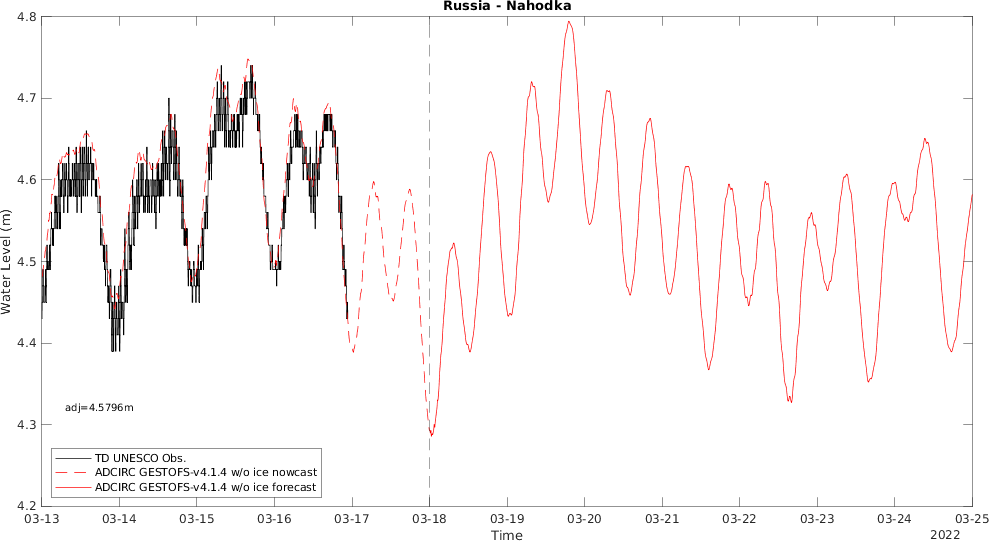 Russia - Nahodka
4.8
4.7
4.6
4.5
4.4
4.3
4.2
Water Level (m)
adj=4.5796m
TD UNESCO Obs.
ADCIRC GESTOFS-v4.1.4 w/o ice nowcast
ADCIRC GESTOFS-v4.1.4 w/o ice forecast
03-13 03-14 03-15 03-16 03-17 03-18 03-19 03-20 03-21 03-22 03-23 03-24 03-25
Time
2022